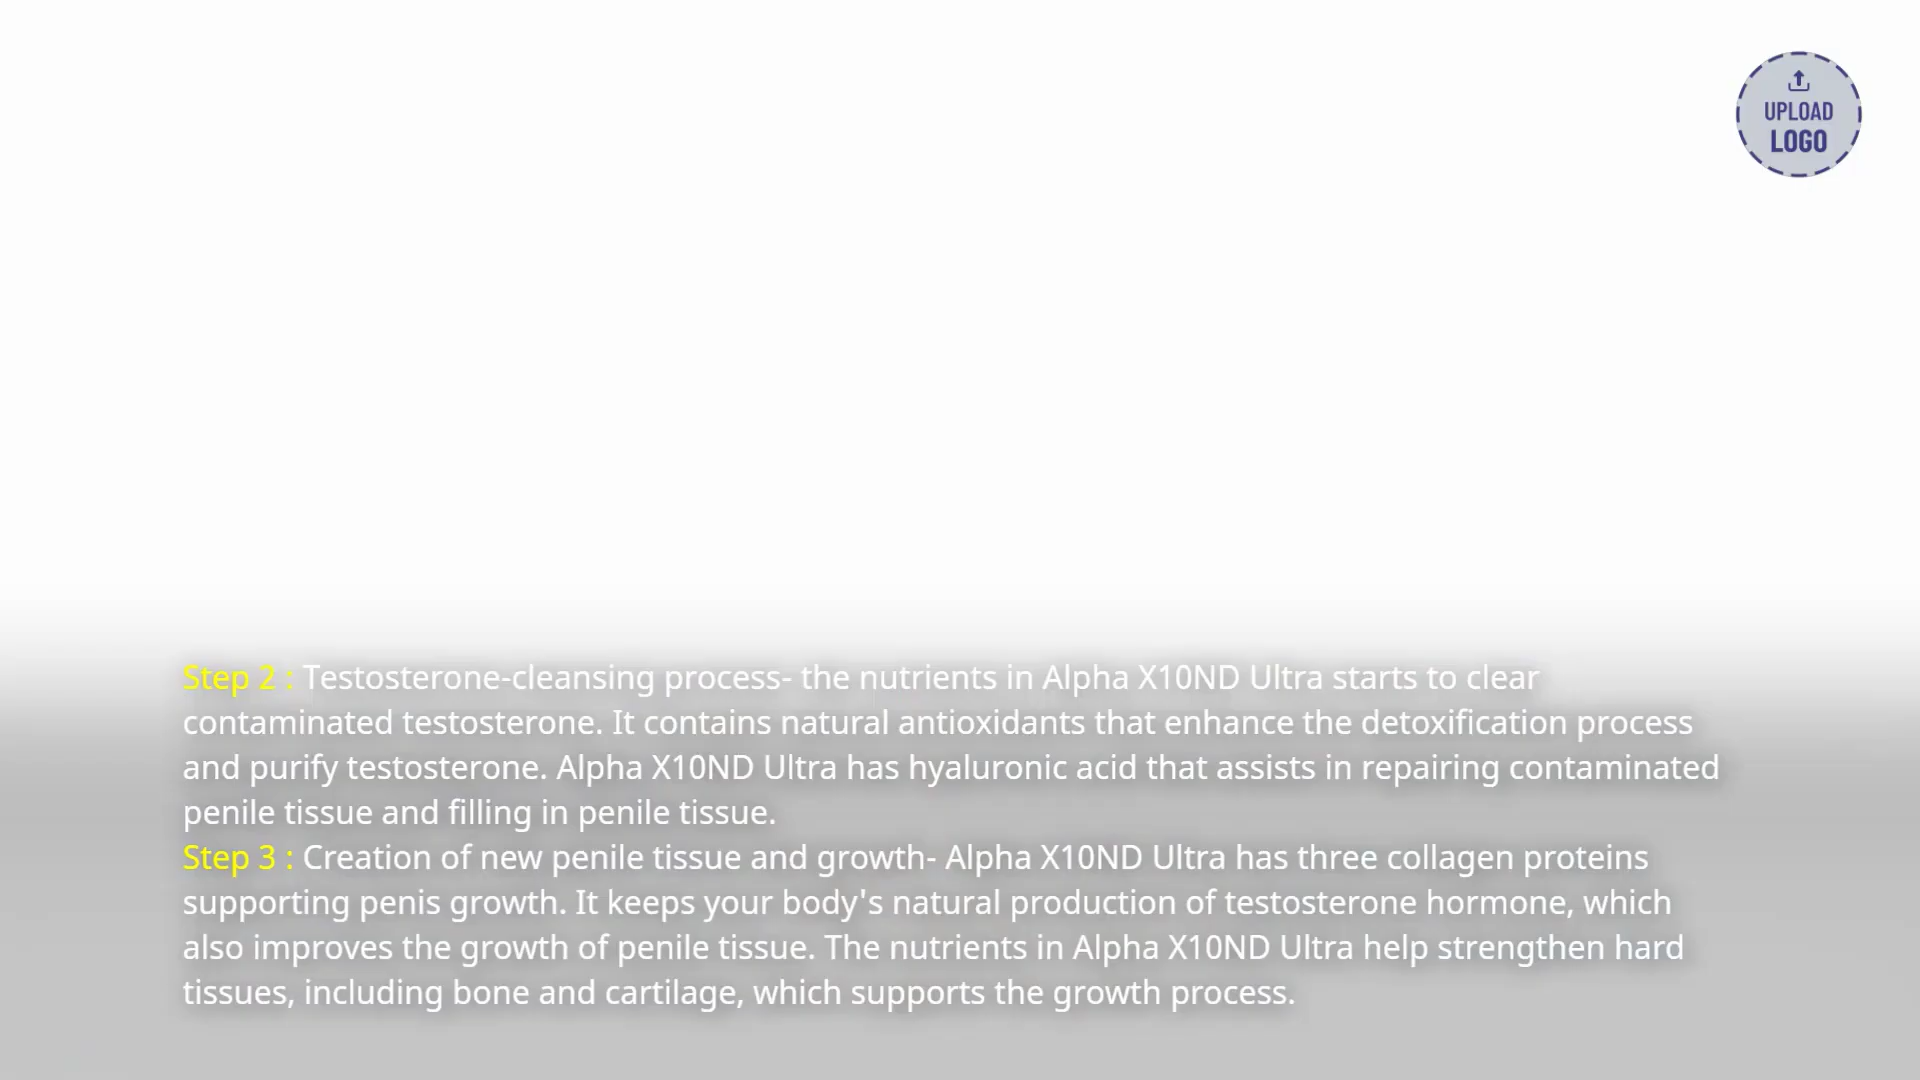 UPLOAD
LOGO
Step 2 : Testosterone-cleansing process- the nutrients in Alpha X10ND Ultra starts to clear
contaminated testosterone. It contains natural antioxidants that enhance the detoxification process
and purify testosterone. Alpha X10ND Ultra has hyaluronic acid that assists in repairing contaminated
penile tissue and filling in penile tissue.
Step 3 : Creation of new penile tissue and growth- Alpha X10ND Ultra has three collagen proteins
supporting penis growth. It keeps your body's natural production of testosterone hormone, which
also improves the growth of penile tissue. The nutrients in Alpha X10ND Ultra help strengthen hard
tissues, including bone and cartilage, which supports the growth process.